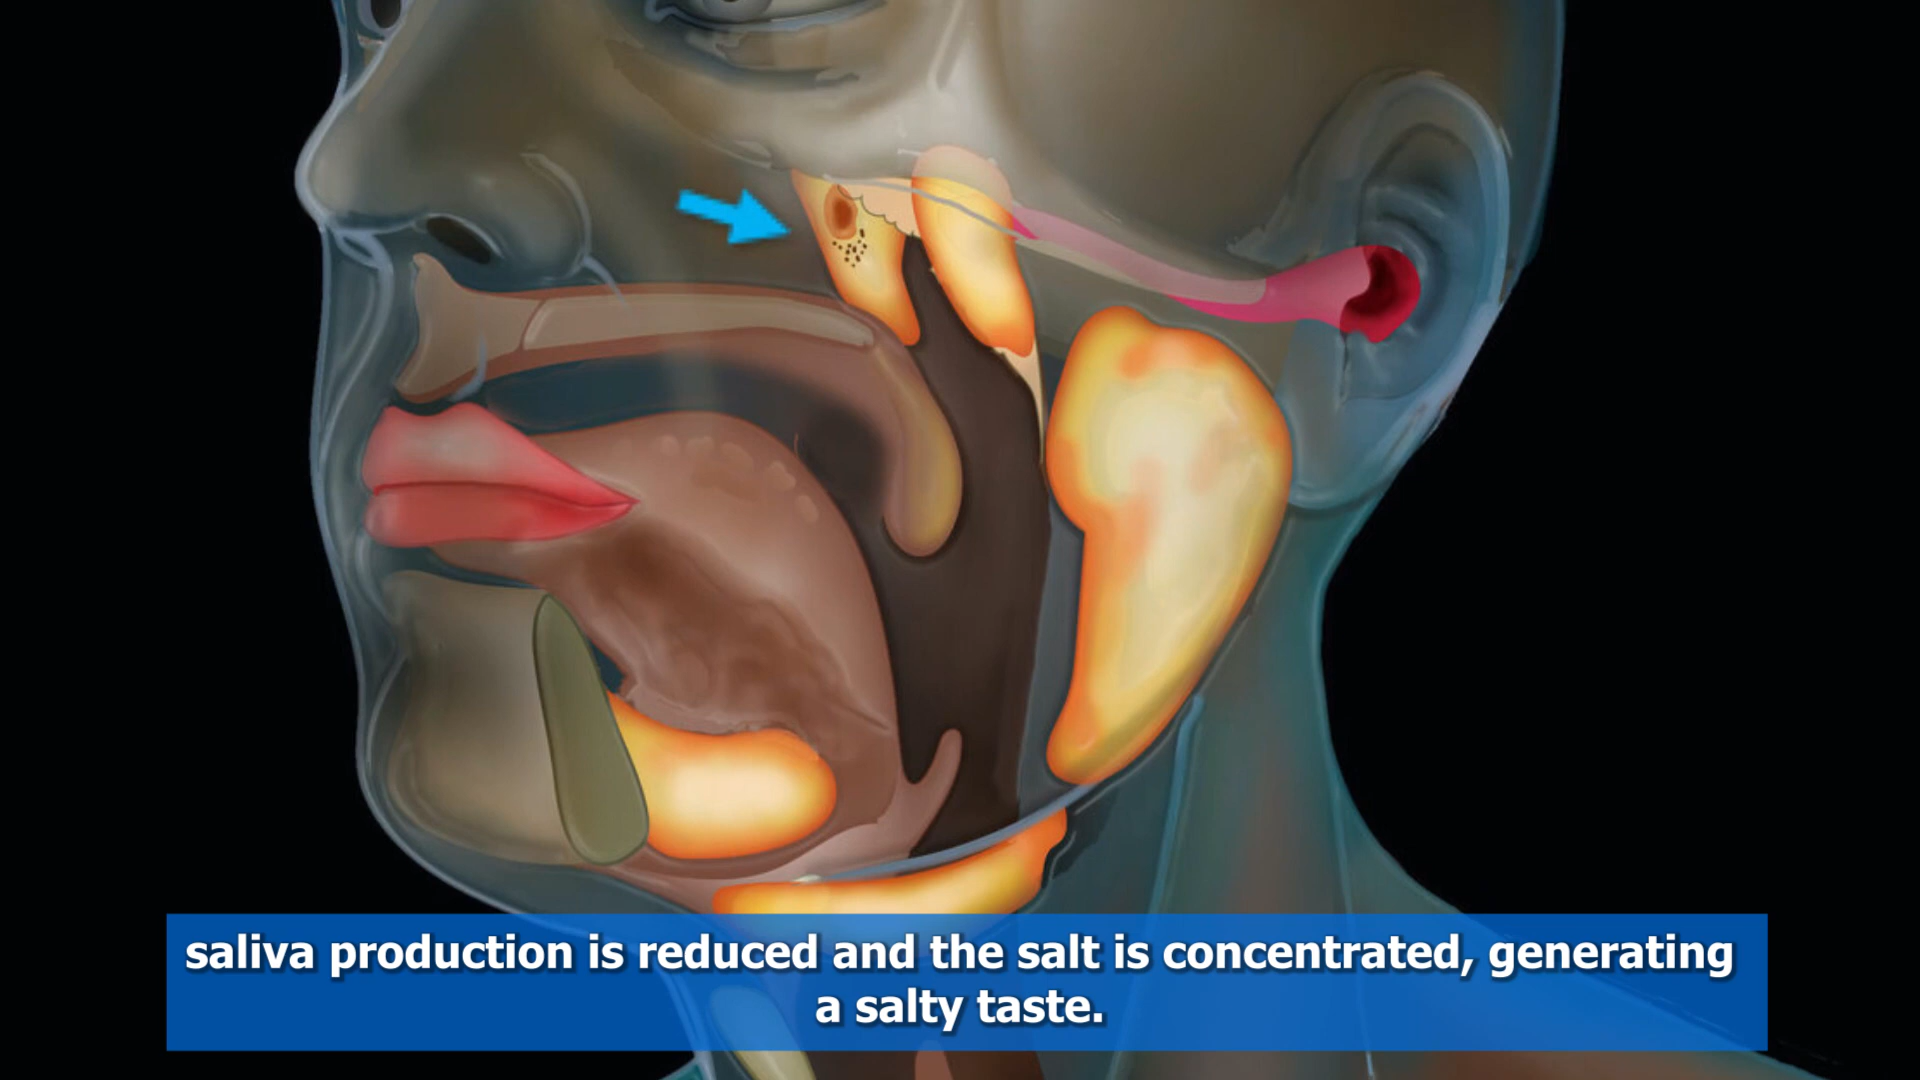 saliva production is reduced and the salt is concentrated, generating
a salty taste.